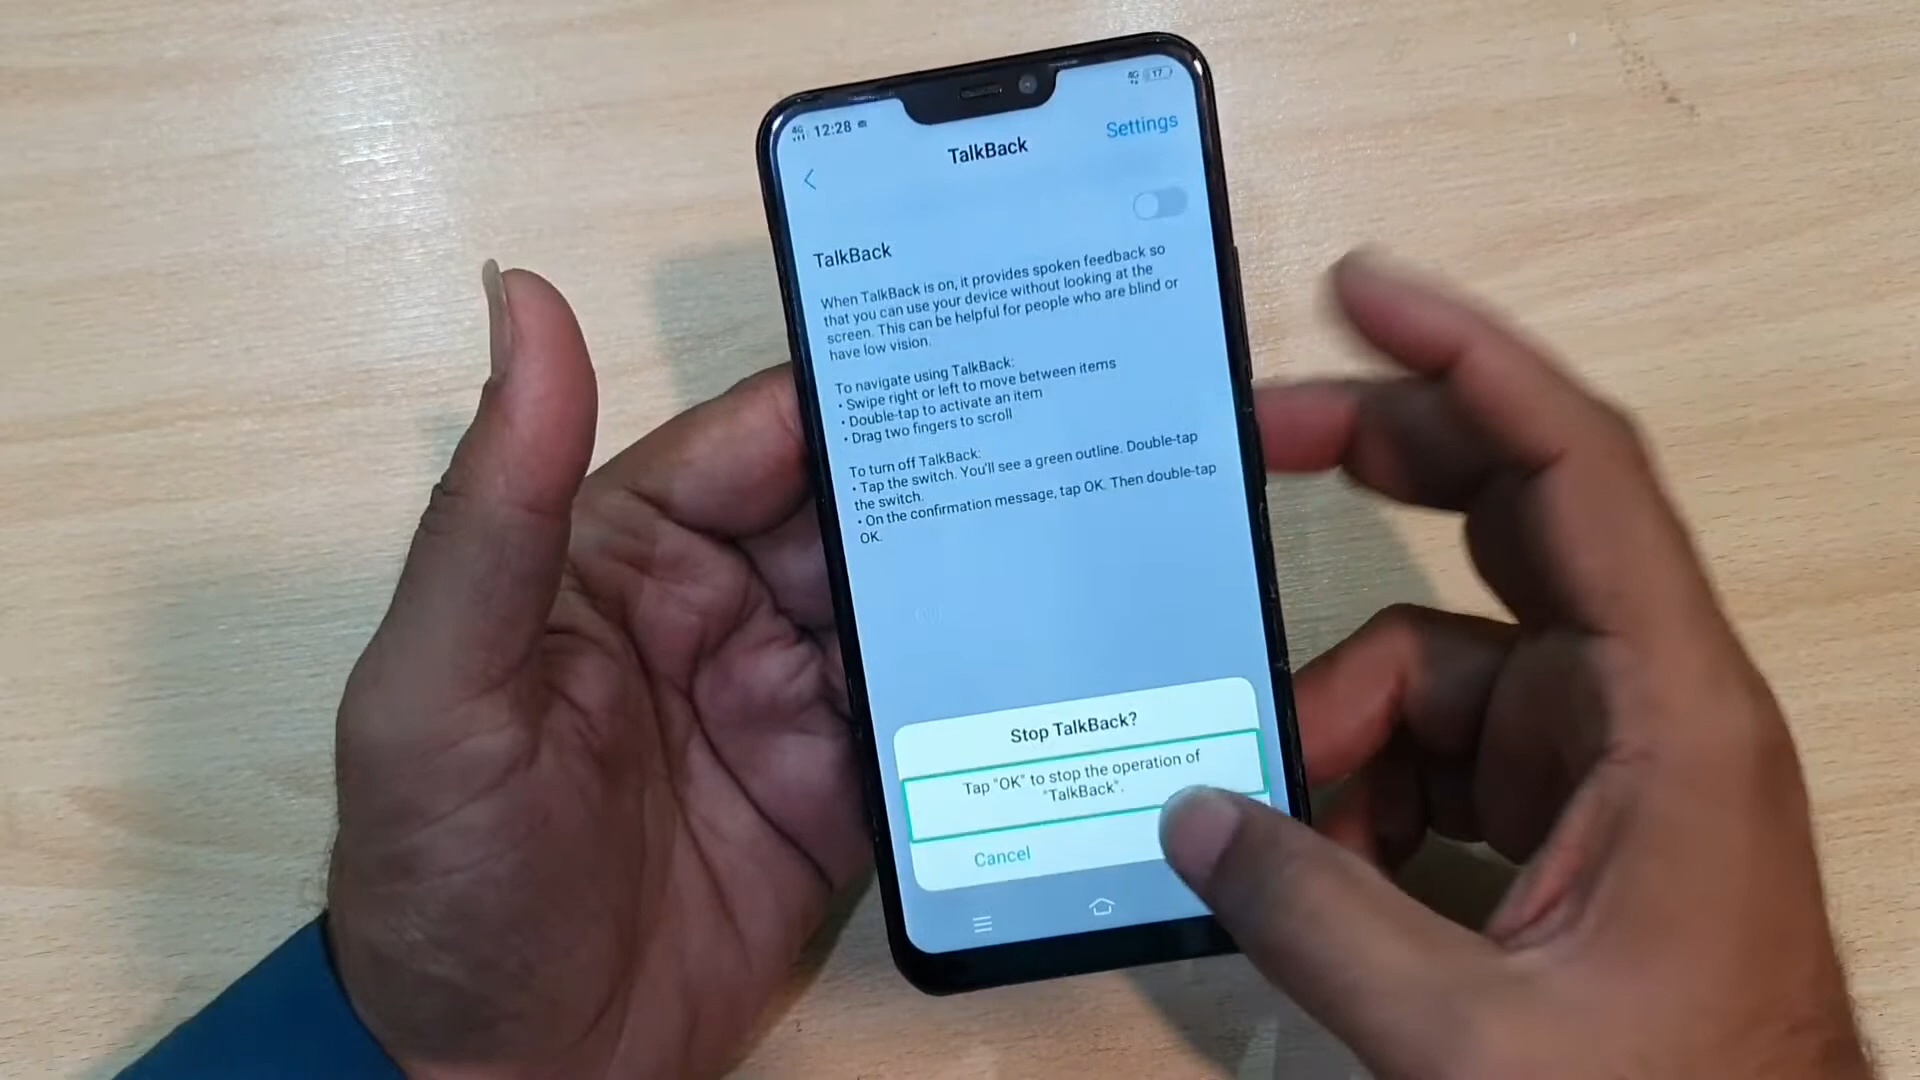 4G 12:28
4G 17
Settings
TalkBack
TalkBack
When TalkBack is on, it provides spoken feedback so
that you can use your device without looking at the
screen. This can be helpful for people who are blind or
have low vision.
To navigate using TalkBack:
• Swipe right or left to move between items
• Double-tap to activate an item
• Drag two fingers to scroll
To turn off TalkBack:
• Tap the switch. You'll see a green outline. Double-tap
the switch.
• On the confirmation message, tap OK. Then double-tap
OK.
Stop TalkBack?
Tap "OK" to stop the operation of
"TalkBack".
Cancel